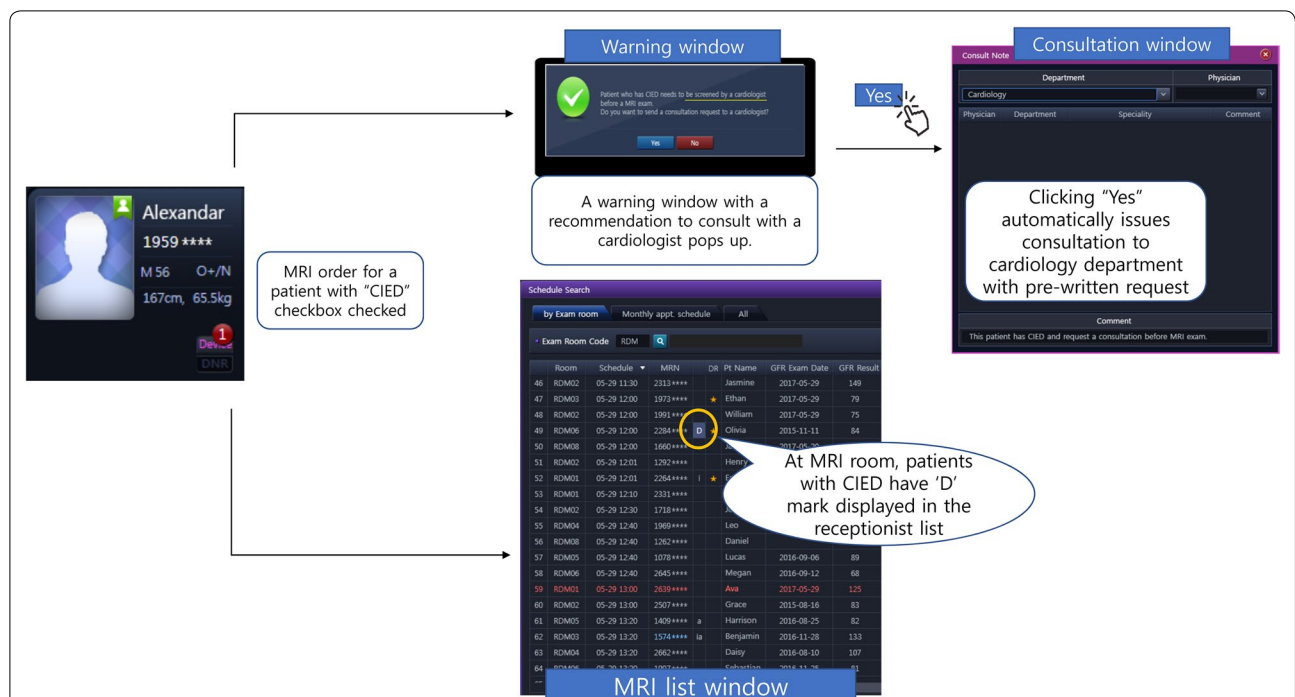 Warning window
Patient who has CIED needs to be screened by a cardiologist
before a MRI exam.
Do you want to send a consultation request to a cardiologist?
Yes No
A warning window with a
recommendation to consult with a
cardiologist pops up.
Yes
Consultation window
Consult Note
Department Physician
Cardiology
Physician Department Speciality Comment
Clicking "Yes"
automatically issues
consultation to
cardiology department
with pre-written request
Comment
This patient has CIED and request a consultation before MRI exam.
Alexandar
1959 ****
M 56 O+/N
167cm, 65.5kg
1
DNR
MRI order for a
patient with "CIED"
checkbox checked
Schedule Search
by Exam room Monthly appt. schedule All
Exam Room Code RDM
Room Schedule ▼ MRN DR Pt Name GFR Exam Date GFR Result
46 RDM02 05-29 11:30 2313**** Jasmine 2017-05-29 149
47 RDM03 05-29 12:00 1973**** ★ Ethan 2017-05-29 79
48 RDM02 05-29 12:00 1991**** William 2017-05-29 75
49 RDM06 05-29 12:00 2284**** D ★ Olivia 2015-11-11 84
50 RDM08 05-29 12:00 1660****
51 RDM02 05-29 12:01 1292**** Henry
52 RDM01 05-29 12:01 2264**** i ★
53 RDM01 05-29 12:10 2331****
54 RDM02 05-29 12:30 1718****
55 RDM04 05-29 12:40 1969**** Leo
56 RDM08 05-29 12:40 1262**** Daniel
57 RDM05 05-29 12:40 1078**** Lucas 2016-09-06 89
58 RDM06 05-29 12:40 2645**** Megan 2016-09-12 68
59 RDM01 05-29 13:00 2639**** Ava 2017-05-29 125
60 RDM02 05-29 13:00 2507**** Grace 2015-08-16 83
61 RDM05 05-29 13:20 1409**** a Harrison 2016-08-25 82
62 RDM03 05-29 13:20 1574**** ia Benjamin 2016-11-28 133
63 RDM04 05-29 13:20 2662**** Daisy 2016-08-10 107
64 Sebastian
At MRI room, patients
with CIED have 'D'
mark displayed in the
receptionist list
MRI list window